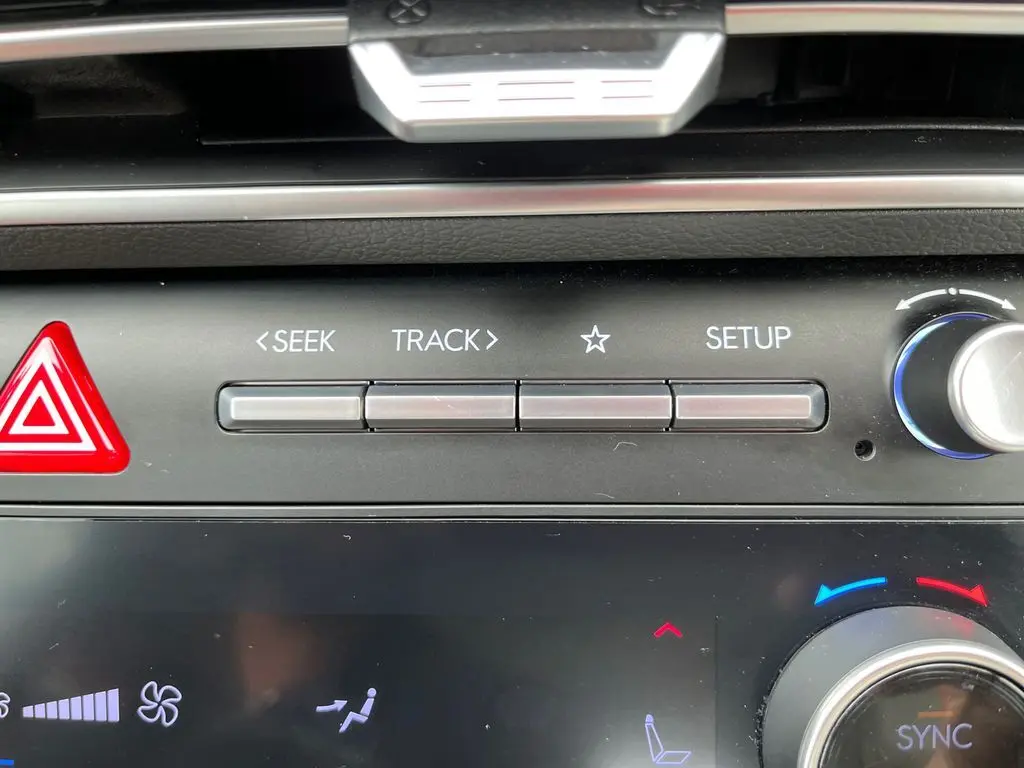 <SEEK TRACK> ☆ SETUP
SYNC